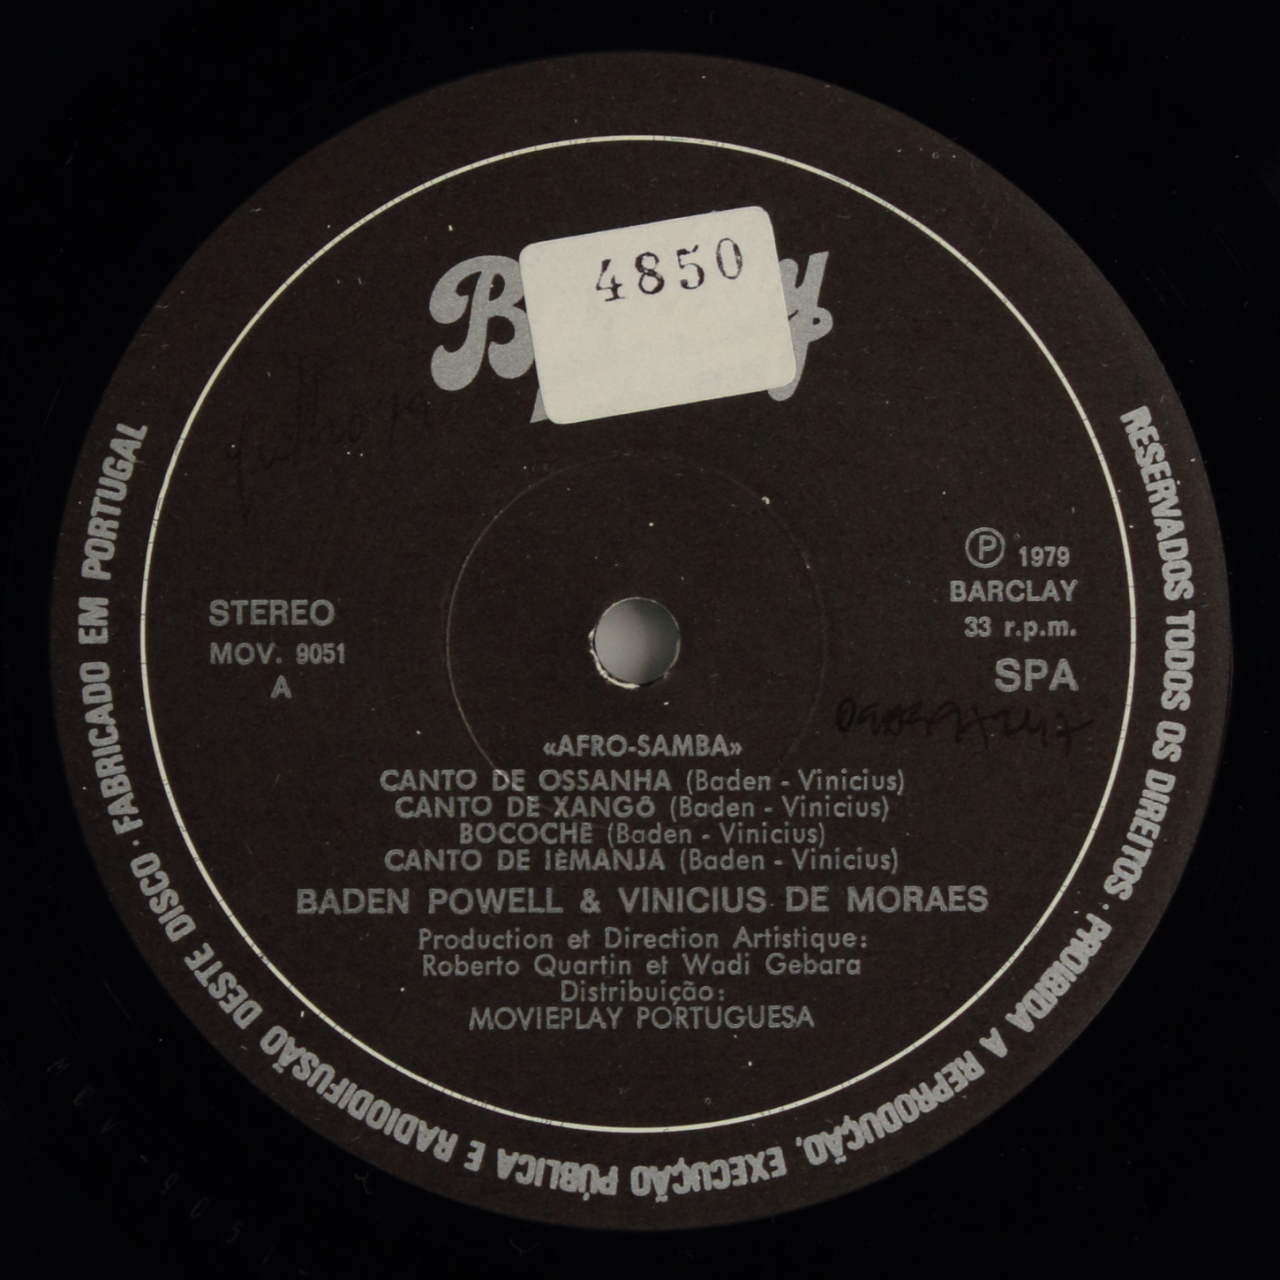 4850
RESERVADOS TODOS OS DIREITOS · PROIBIDA A REPRODUÇÃO, EXECUÇÃO PÚBLICA E RADIODIFUSÃO DESTE DISCO · FABRICADO EM PORTUGAL
STEREO
MOV. 9051
A
Ⓟ 1979
BARCLAY
33 r.p.m.
SPA
«AFRO-SAMBA»
CANTO DE OSSANHA (Baden - Vinicius)
CANTO DE XANGÔ (Baden - Vinicius)
BOCOCHÊ (Baden - Vinicius)
CANTO DE IÈMANJA (Baden - Vinicius)
BADEN POWELL & VINICIUS DE MORAES
Production et Direction Artistique:
Roberto Quartin et Wadi Gebara
Distribuição:
MOVIEPLAY PORTUGUESA